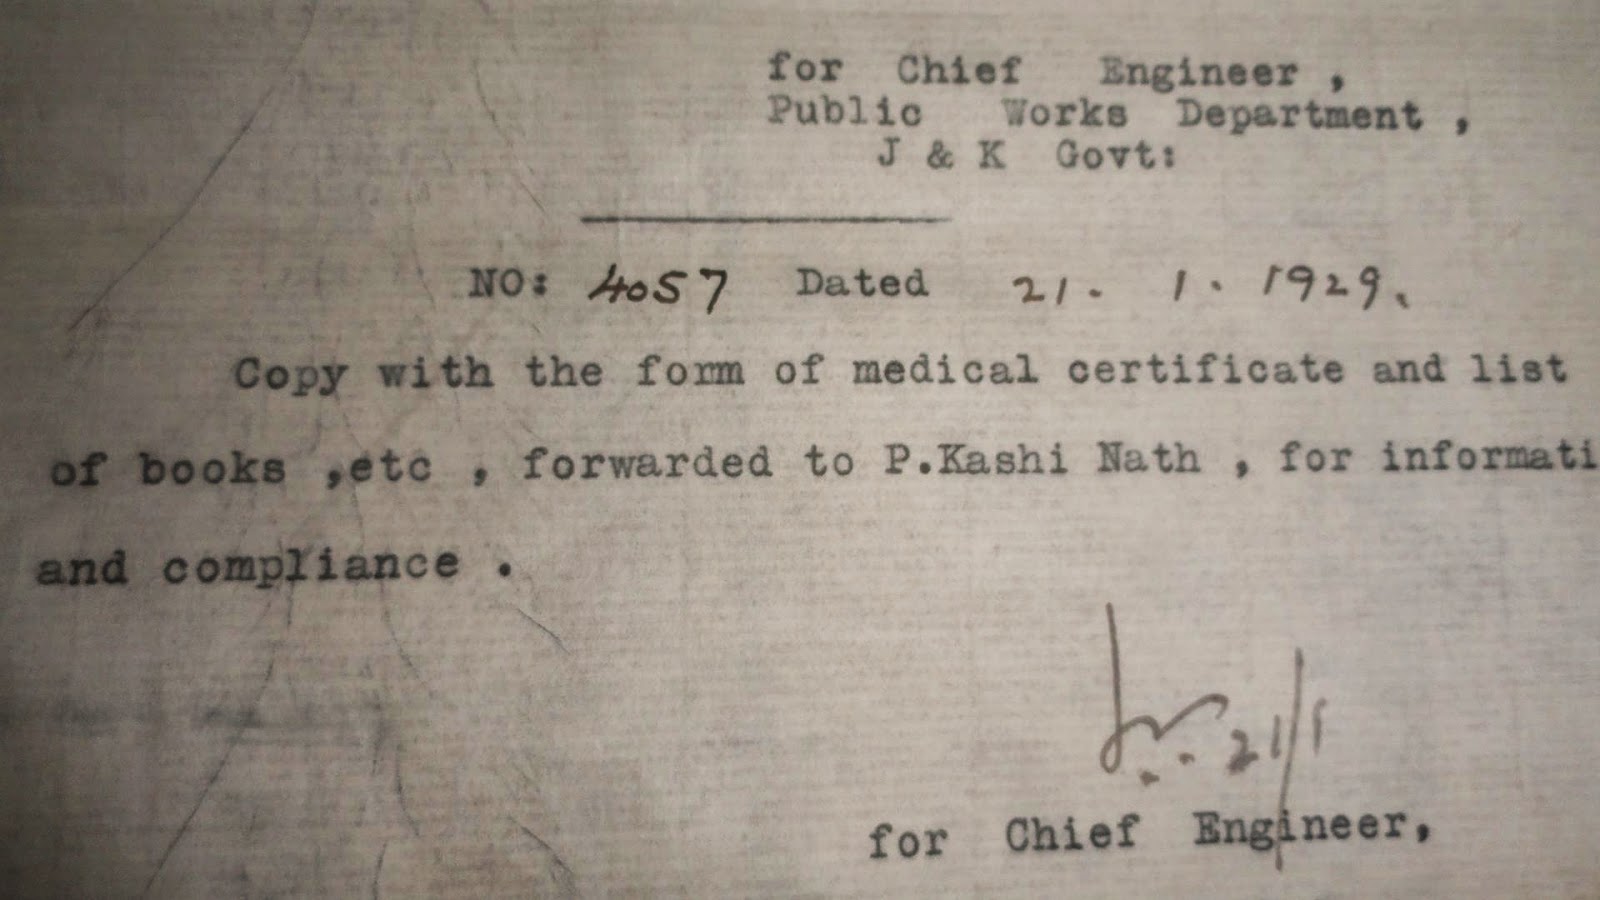 for Chief Engineer ,
Public Works Department ,
J & K Govt:
NO: 4057 Dated 21. 1. 1929.
Copy with the form of medical certificate and list
of books ,etc , forwarded to P.Kashi Nath , for informati
and compliance .
21/1
for Chief Engineer,